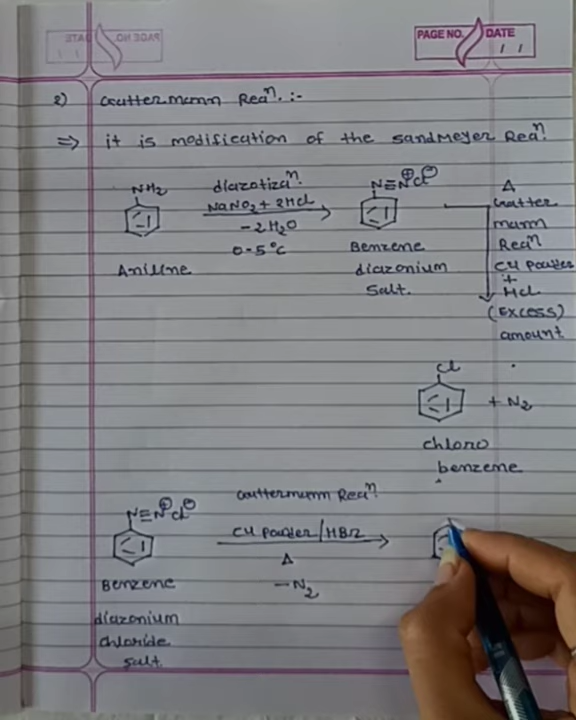 PAGE NO. DATE
/ /
2) Gauttermann Reaⁿ. :-
⇒ it is modification of the sandmeyer Reaⁿ.
NH₂
diazotizaⁿ.
NaNO₂ + 2HCl
-2H₂O
0-5°C
Aniline
N≡N⊕Cl⊖
Benzene
diazonium
Salt.
Δ
Gatter
mann
Reaⁿ
Cu Powder
+
HCl
(Excess)
amount
Cl
+ N₂
chloro
benzene
N≡N⊕Cl⊖
Benzene
diazonium
chloride
salt
Gauttermann Reaⁿ.
Cu Powder/HBr
Δ
-N₂